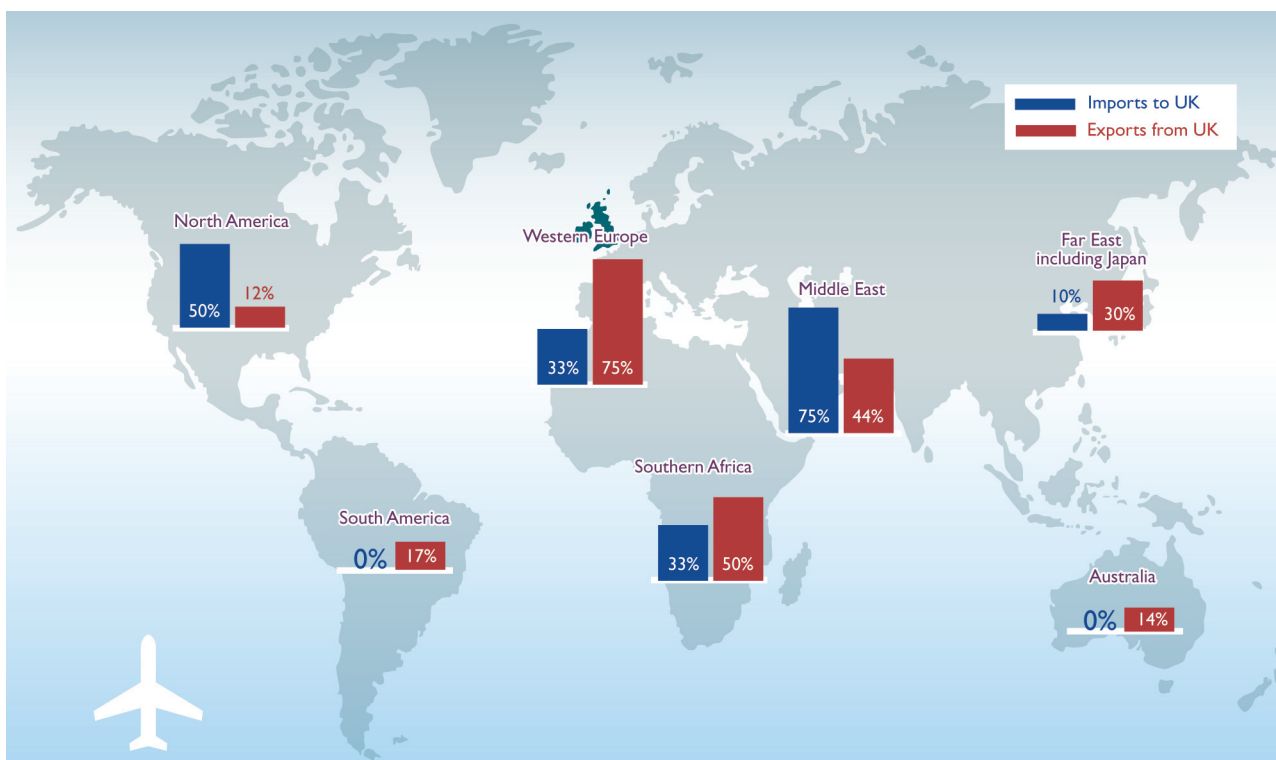 Imports to UK
Exports from UK
North America
50%
12%
Western Europe
33%
75%
Middle East
75%
44%
Far East
including Japan
10%
30%
Southern Africa
33%
50%
South America
0%
17%
Australia
0%
14%